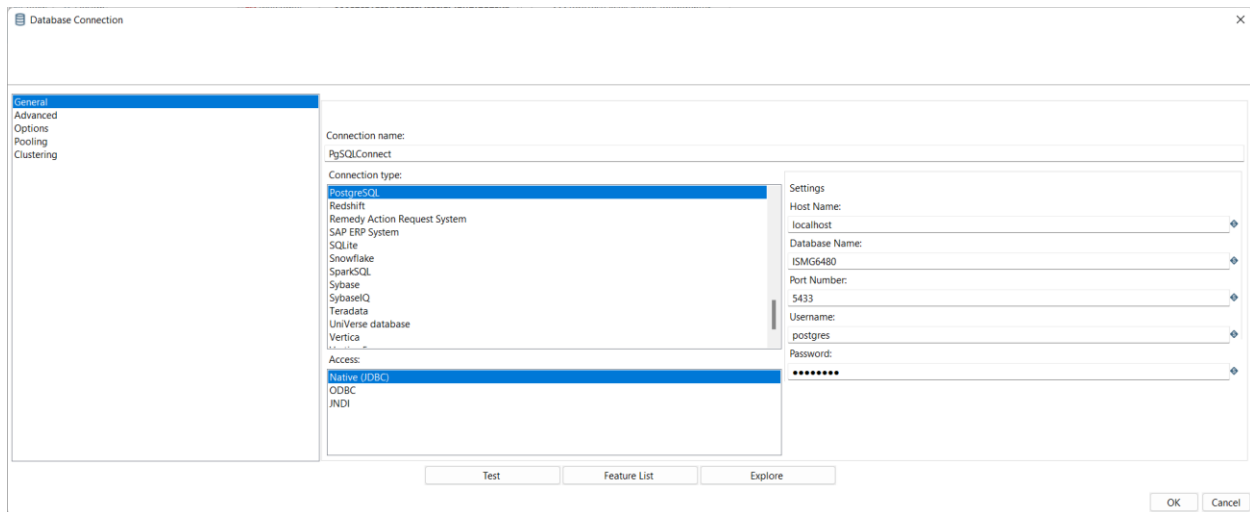 Database Connection
General
Advanced
Options
Pooling
Clustering
Connection name:
PgSQLConnect
Connection type:
PostgreSQL
Redshift
Remedy Action Request System
SAP ERP System
SQLite
Snowflake
SparkSQL
Sybase
SybaseIQ
Teradata
UniVerse database
Vertica
Access:
Native (JDBC)
ODBC
JNDI
Settings
Host Name:
localhost
Database Name:
ISMG6480
Port Number:
5433
Username:
postgres
Password:
●●●●●●●●
Test
Feature List
Explore
OK
Cancel